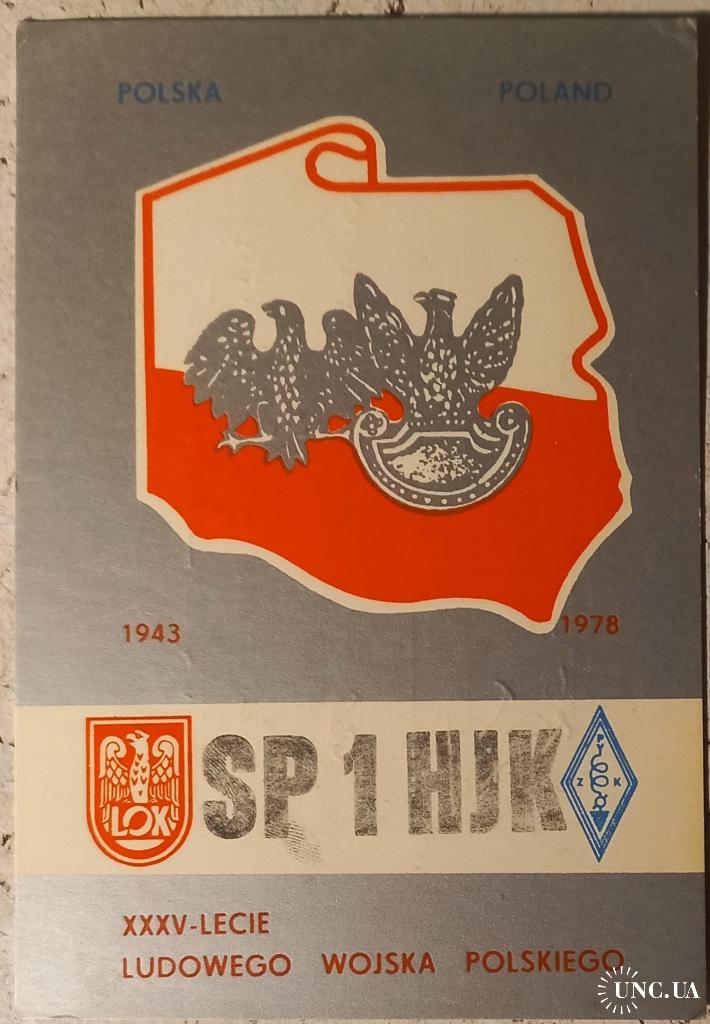 POLSKA POLAND
1943 1978
LOK SP 1 HJK PZK
XXXV-LECIE
LUDOWEGO WOJSKA POLSKIEGO
UNC.UA